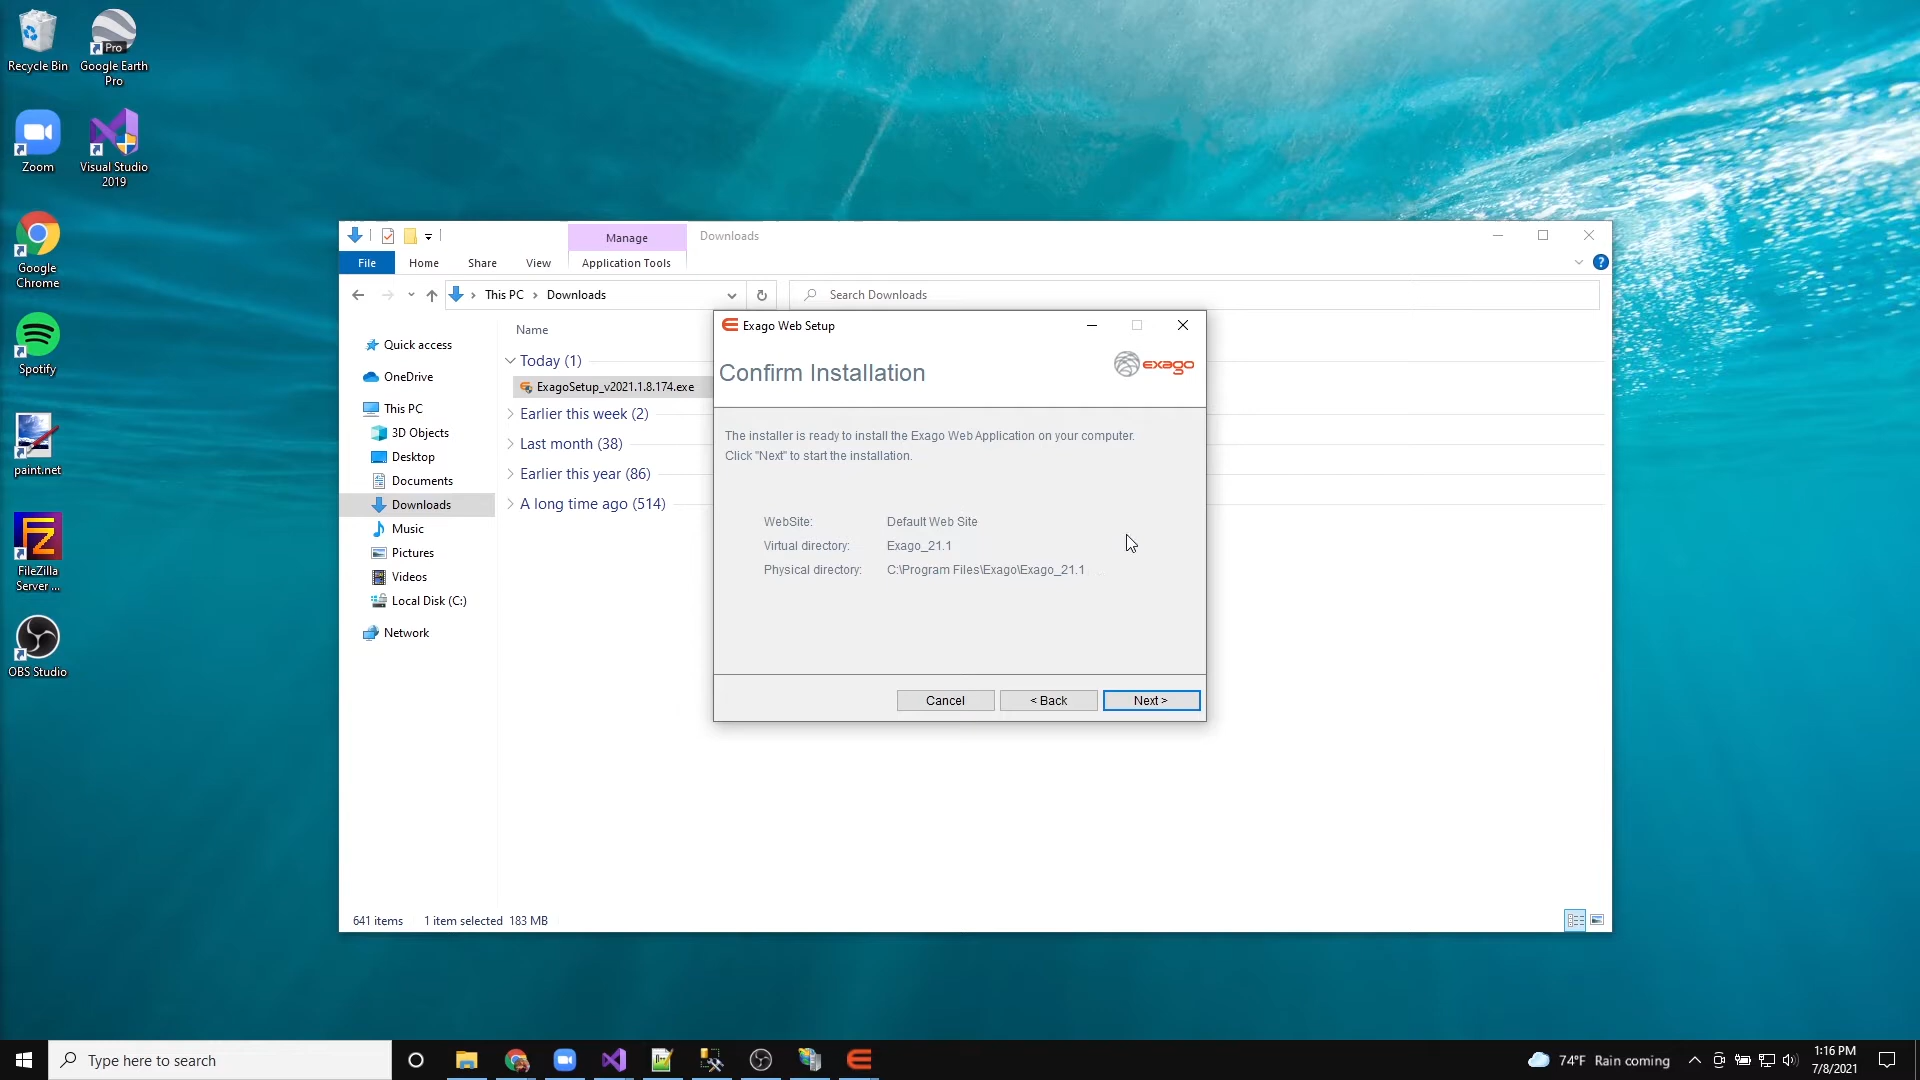 Recycle Bin
Google Earth
Pro
Pro
Zoom
Visual Studio
2019
Google
Chrome
Spotify
paint.net
FileZilla
Server ...
OBS Studio
Manage
Downloads
File
Home
Share
View
Application Tools
This PC
Downloads
Search Downloads
Quick access
OneDrive
This PC
3D Objects
Desktop
Documents
Downloads
Music
Pictures
Videos
Local Disk (C:)
Network
Name
Today (1)
ExagoSetup_v2021.1.8.174.exe
Earlier this week (2)
Last month (38)
Earlier this year (86)
A long time ago (514)
641 items
1 item selected 183 MB
Exago Web Setup
Confirm Installation
exago
The installer is ready to install the Exago Web Application on your computer.
Click "Next" to start the installation.
WebSite: Default Web Site
Virtual directory: Exago_21.1
Physical directory: C:\Program Files\Exago\Exago_21.1
Cancel
< Back
Next >
Type here to search
74°F Rain coming
1:16 PM
7/8/2021